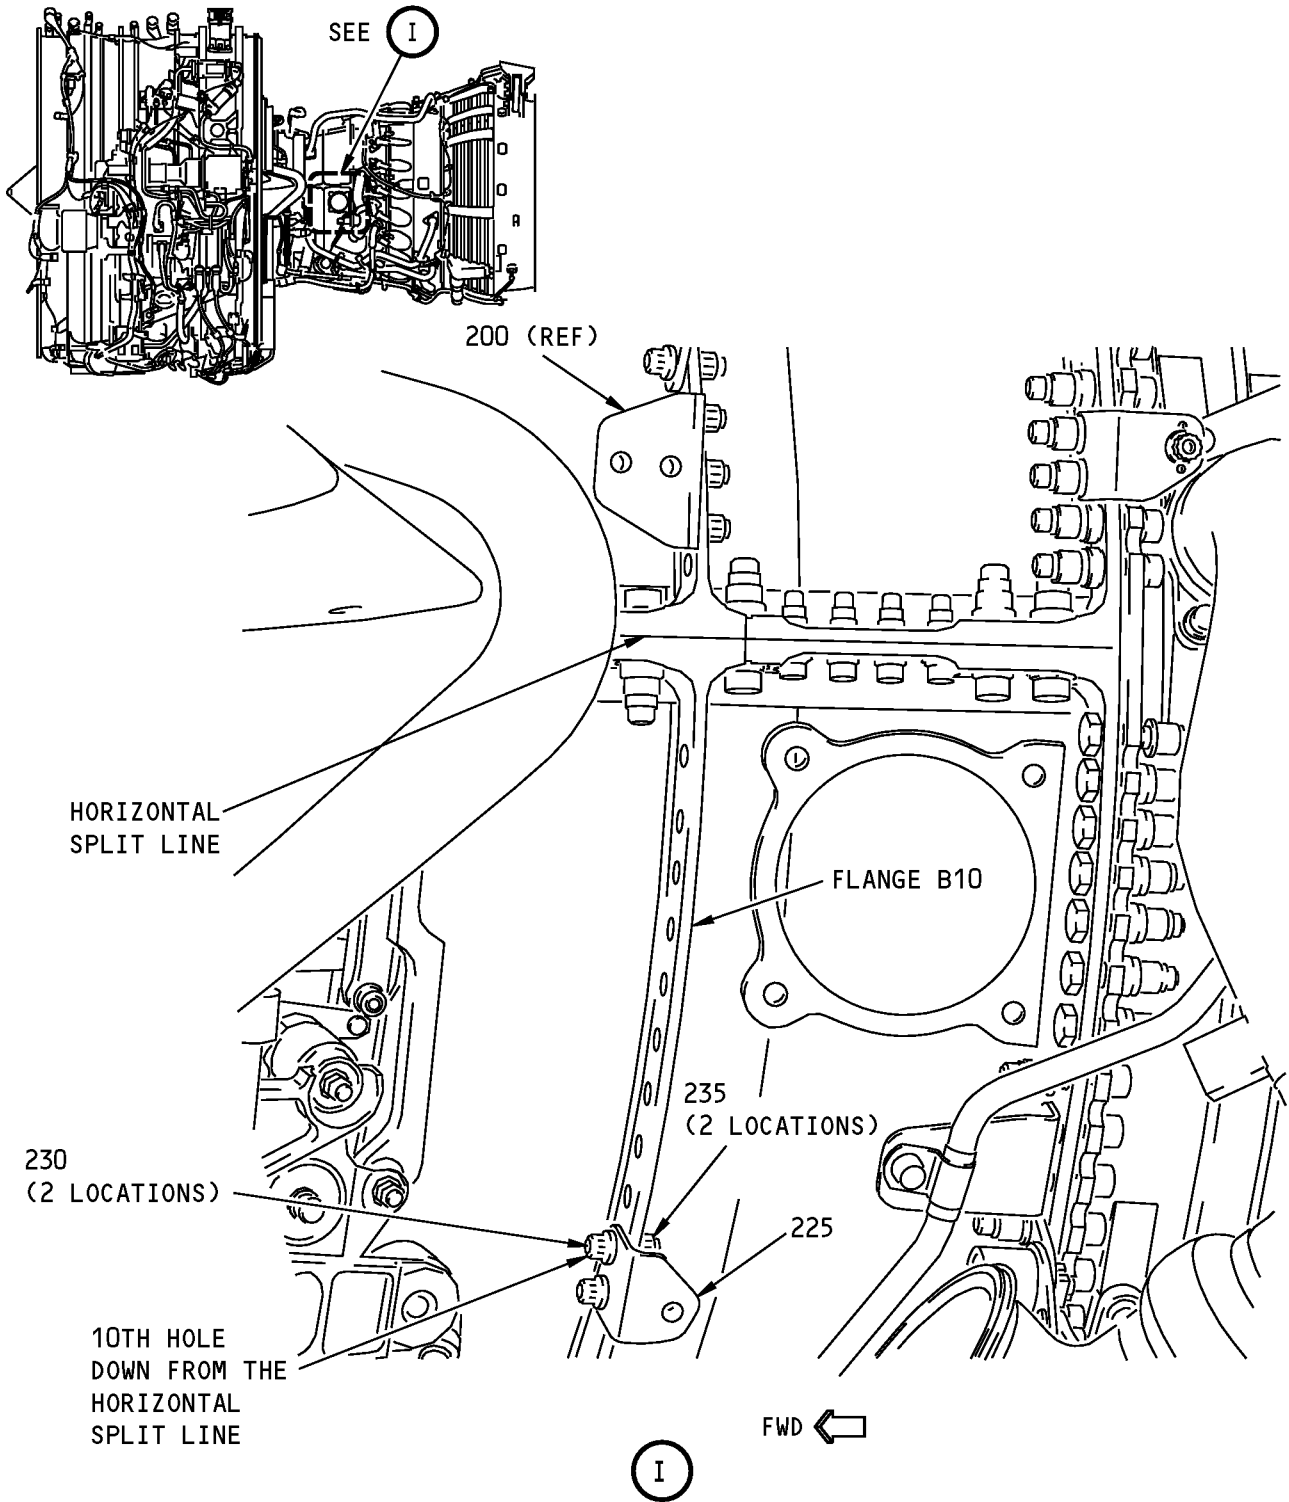 SEE I
200 (REF)
HORIZONTAL
SPLIT LINE
FLANGE B10
235
(2 LOCATIONS)
230
(2 LOCATIONS)
225
10TH HOLE
DOWN FROM THE
HORIZONTAL
SPLIT LINE
FWD
I